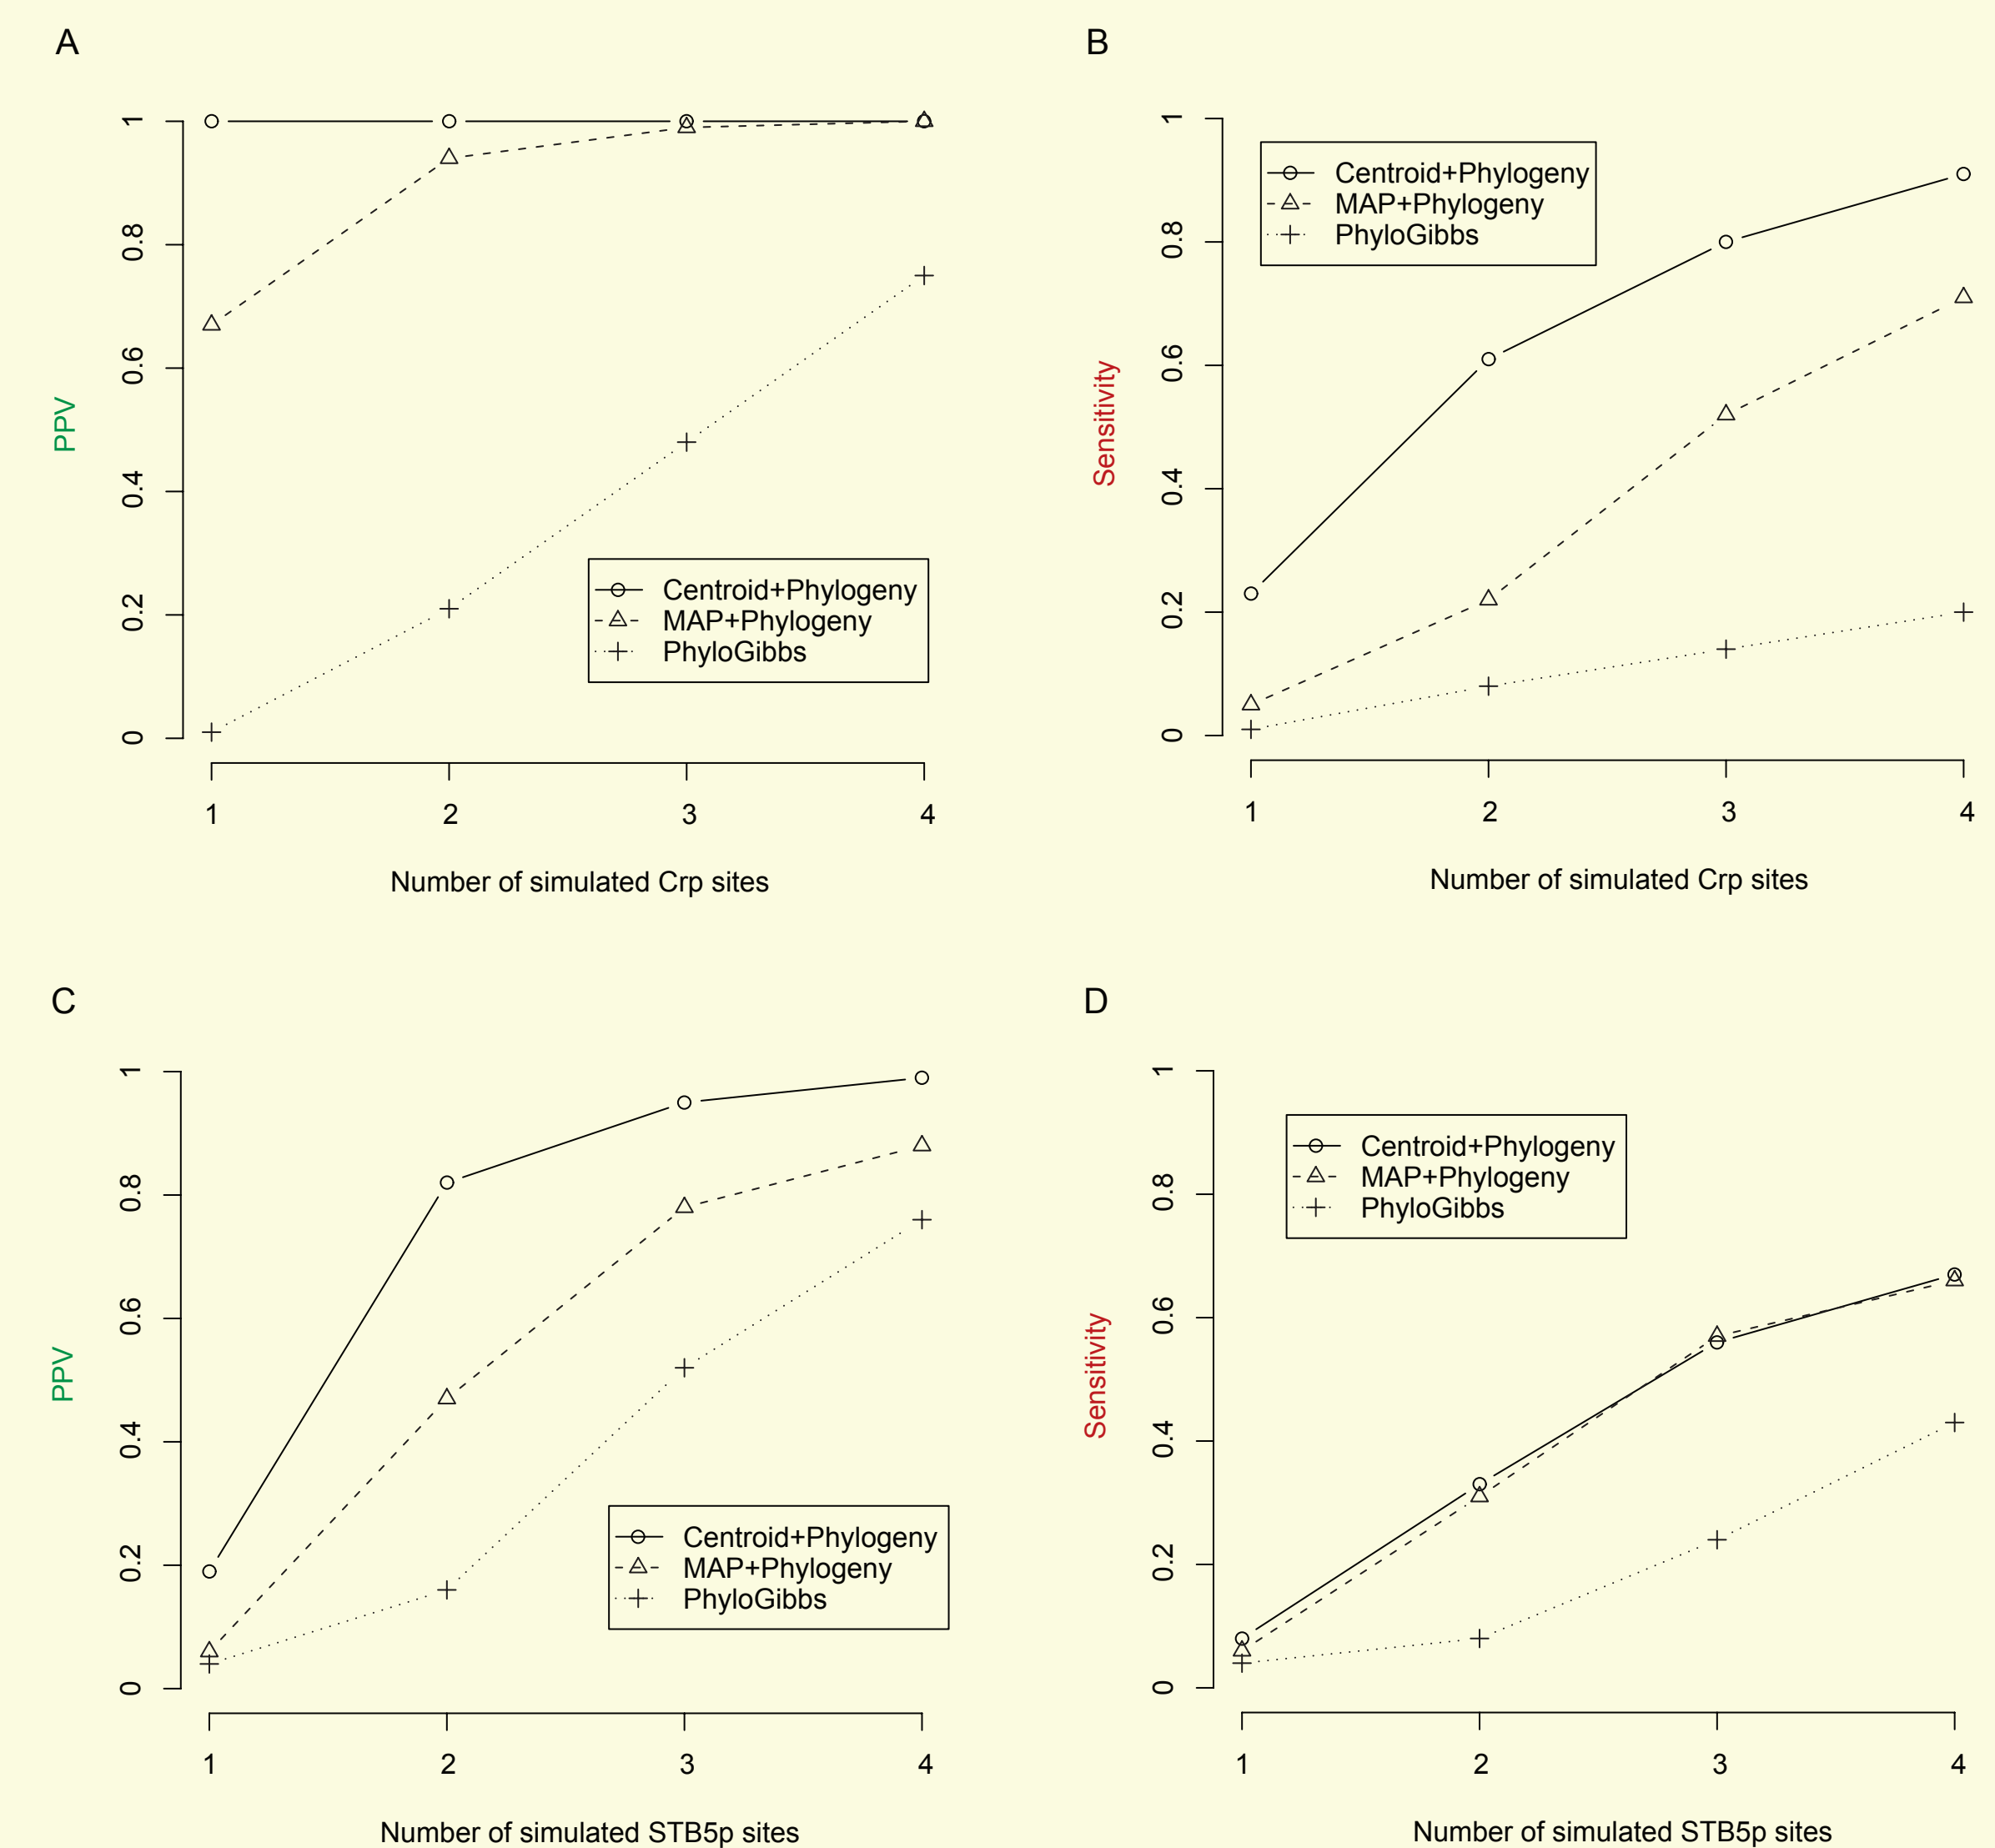 A
PPV
1
0.8
0.6
0.4
0.2
0
Centroid+Phylogeny
MAP+Phylogeny
PhyloGibbs
1 2 3 4
Number of simulated Crp sites
B
Sensitivity
1
0.8
0.6
0.4
0.2
0
Centroid+Phylogeny
MAP+Phylogeny
PhyloGibbs
1 2 3 4
Number of simulated Crp sites
C
PPV
1
0.8
0.6
0.4
0.2
0
Centroid+Phylogeny
MAP+Phylogeny
PhyloGibbs
1 2 3 4
Number of simulated STB5p sites
D
Sensitivity
1
0.8
0.6
0.4
0.2
0
Centroid+Phylogeny
MAP+Phylogeny
PhyloGibbs
1 2 3 4
Number of simulated STB5p sites